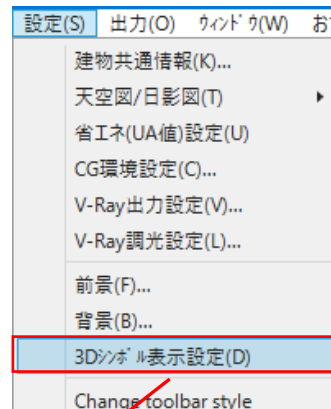 設定(S) 出力(O) ｳｨﾝﾄﾞｳ(W)
建物共通情報(K)...
天空図/日影図(T)
省エネ(UA値)設定(U)
CG環境設定(C)...
V-Ray出力設定(V)...
V-Ray調光設定(L)...
前景(F)...
背景(B)...
3Dｼﾝﾎﾞﾙ表示設定(D)
Change toolbar style